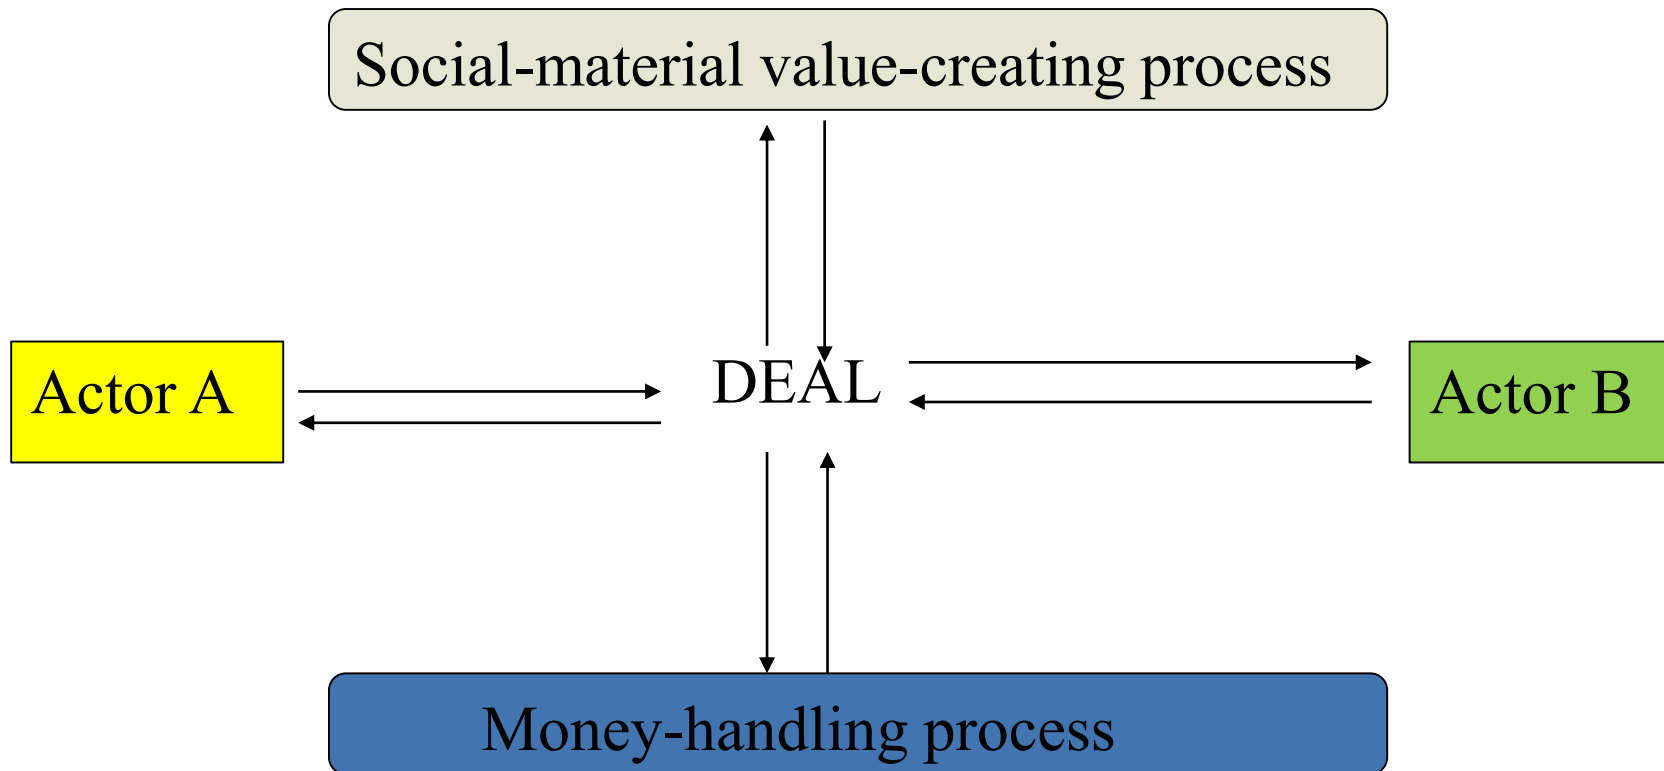 Social-material value-creating process
Actor A
DEAL
Actor B
Money-handling process